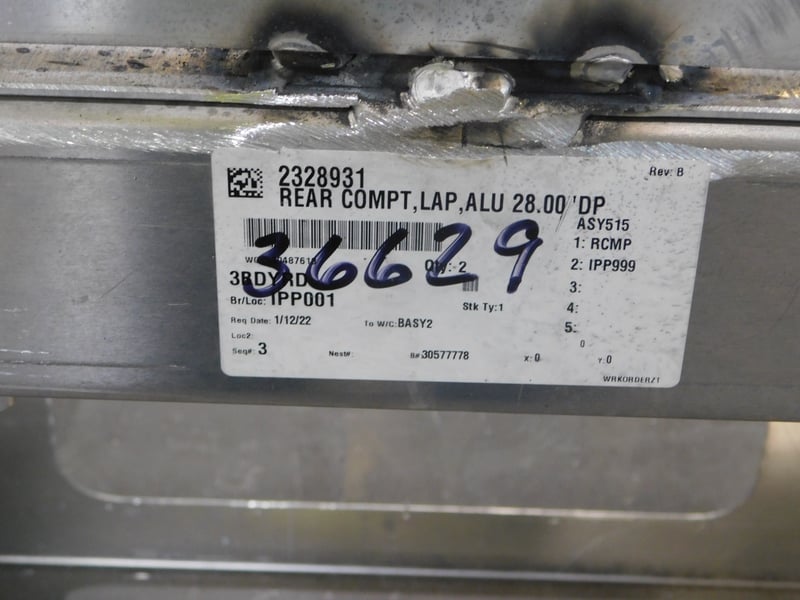 2328931
Rev: B
REAR COMPT,LAP,ALU 28.00"DP
ASY515
36629
1: RCMP
Qty: 2
2: IPP999
3:
Br/Loc: IPP001
Stk Ty:1
4:
Req Date: 1/12/22
To W/C:BASY2
5:
Loc2:
0
Seq#: 3
Nest#:
B#30577778
X:0
Y:0
WRKORDERZ1